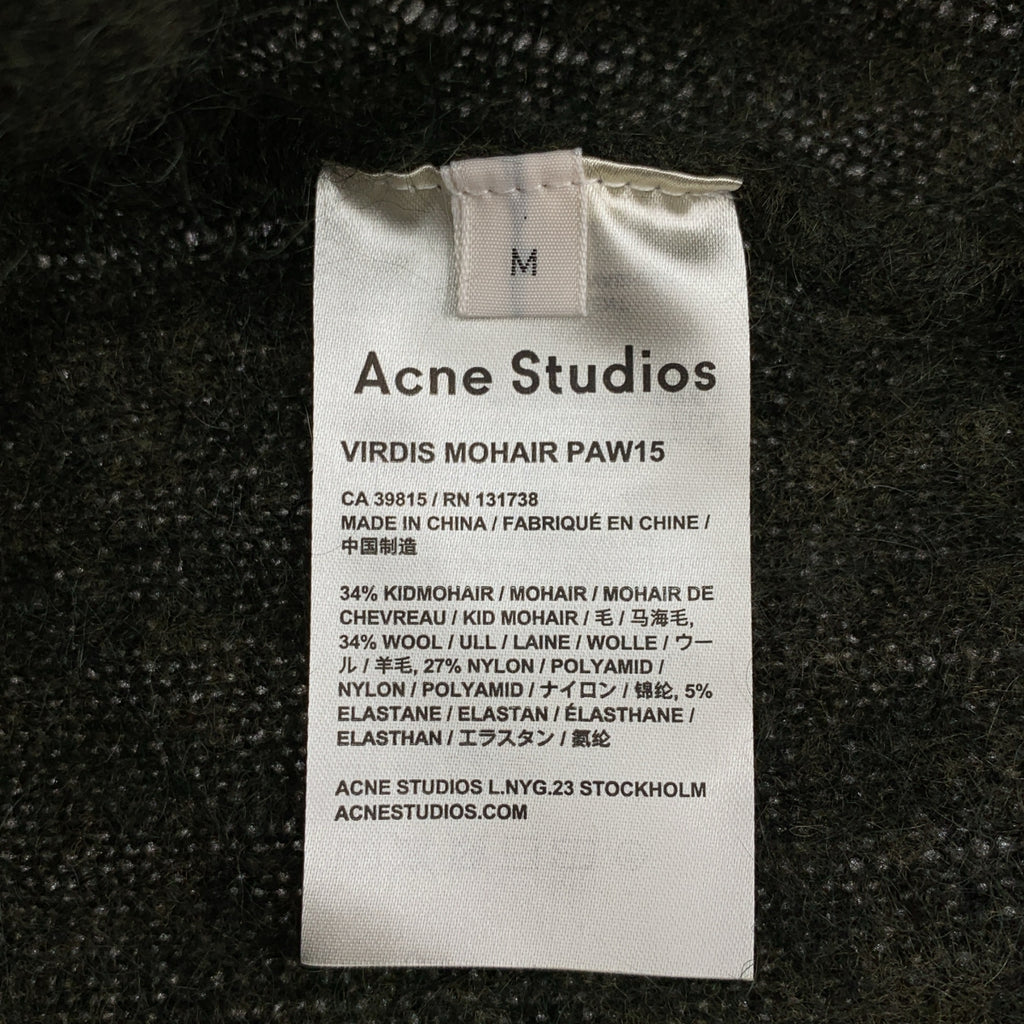 M
Acne Studios
VIRDIS MOHAIR PAW15
CA 39815 / RN 131738
MADE IN CHINA / FABRIQUÉ EN CHINE /
中国制造
34% KIDMOHAIR / MOHAIR / MOHAIR DE
CHEVREAU / KID MOHAIR / 毛 / 马海毛,
34% WOOL / ULL / LAINE / WOLLE / ウー
ル / 羊毛, 27% NYLON / POLYAMID /
NYLON / POLYAMID / ナイロン / 锦纶, 5%
ELASTANE / ELASTAN / ÉLASTHANE /
ELASTHAN / エラスタン / 氨纶
ACNE STUDIOS L.NYG.23 STOCKHOLM
ACNESTUDIOS.COM